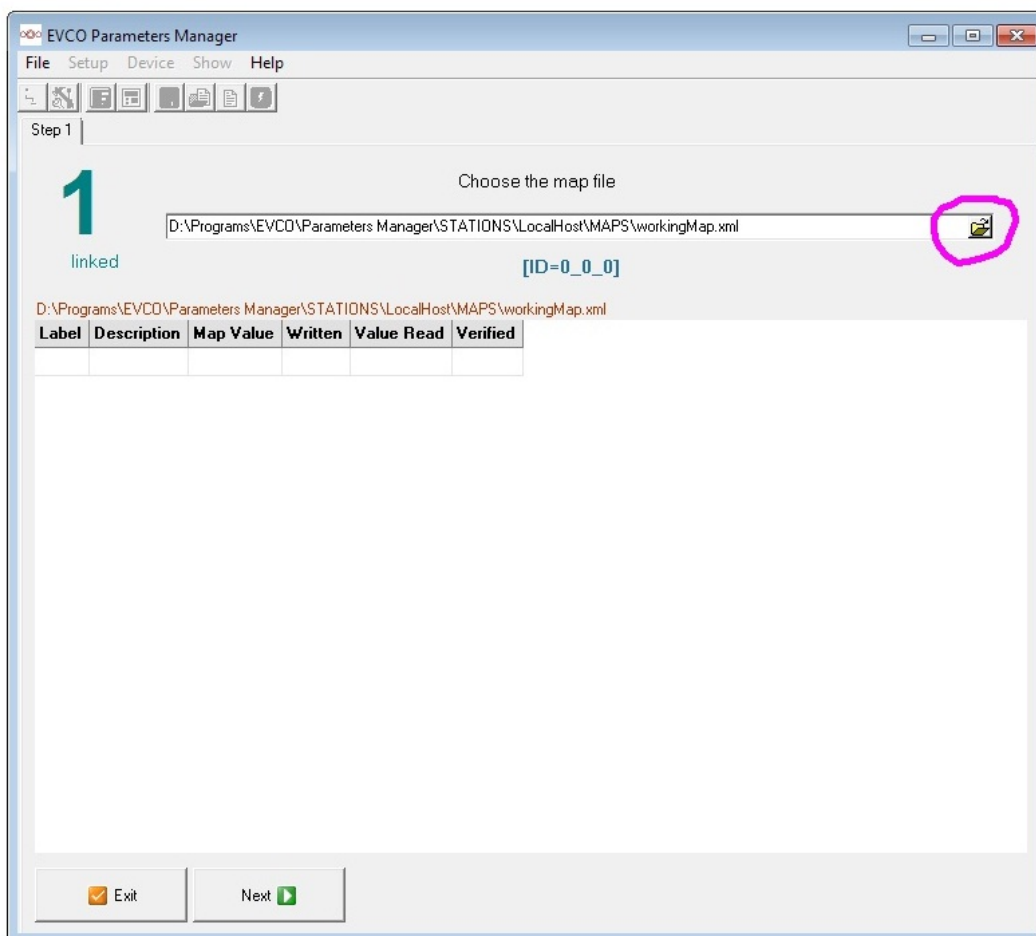 EVCO Parameters Manager
File Setup Device Show Help
Step 1
1
Choose the map file
D:\Programs\EVCO\Parameters Manager\STATIONS\LocalHost\MAPS\workingMap.xml
linked
[ID=0_0_0]
D:\Programs\EVCO\Parameters Manager\STATIONS\LocalHost\MAPS\workingMap.xml
Label Description Map Value Written Value Read Verified
Exit Next